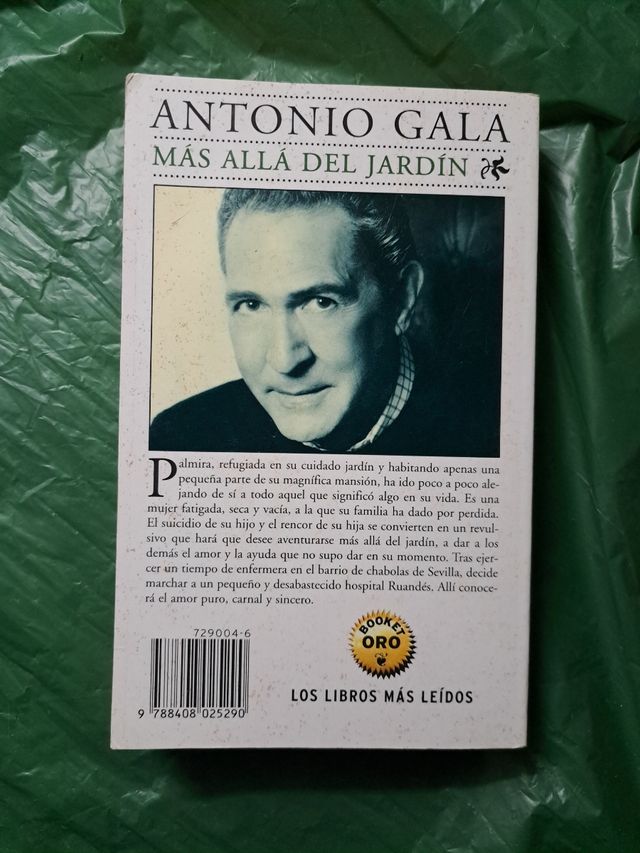 ANTONIO GALA
MÁS ALLÁ DEL JARDÍN
Palmira, refugiada en su cuidado jardín y habitando apenas una
pequeña parte de su magnífica mansión, ha ido poco a poco ale-
jando de sí a todo aquel que significó algo en su vida. Es una
mujer fatigada, seca y vacía, a la que su familia ha dado por perdida.
El suicidio de su hijo y el rencor de su hija se convierten en un revul-
sivo que hará que desee aventurarse más allá del jardín, a dar a los
demás el amor y la ayuda que no supo dar en su momento. Tras ejer-
cer un tiempo de enfermera en el barrio de chabolas de Sevilla, decide
marchar a un pequeño y desabastecido hospital Ruandés. Allí conoce-
rá el amor puro, carnal y sincero.
729004-6
9 788408 025290
BOOKET
ORO
LOS LIBROS MÁS LEÍDOS